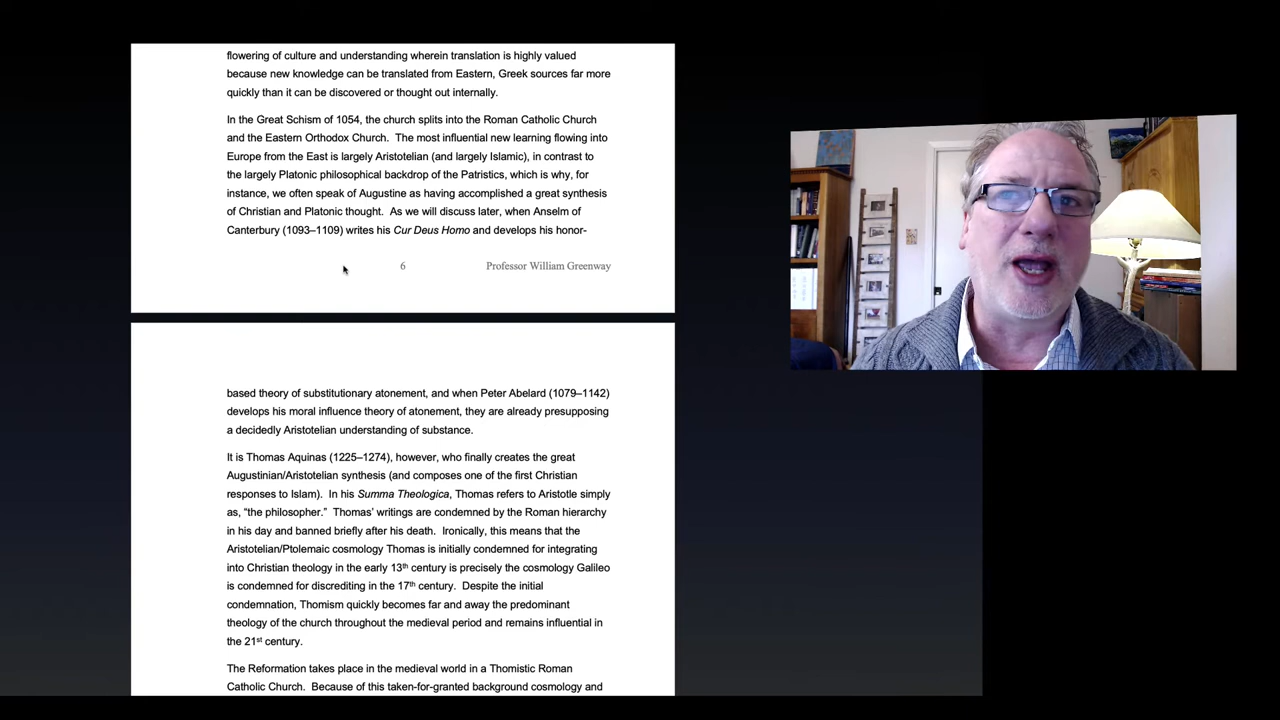 flowering of culture and understanding wherein translation is highly valued
because new knowledge can be translated from Eastern, Greek sources far more
quickly than it can be discovered or thought out internally.
In the Great Schism of 1054, the church splits into the Roman Catholic Church
and the Eastern Orthodox Church. The most influential new learning flowing into
Europe from the East is largely Aristotelian (and largely Islamic), in contrast to
the largely Platonic philosophical backdrop of the Patristics, which is why, for
instance, we often speak of Augustine as having accomplished a great synthesis
of Christian and Platonic thought. As we will discuss later, when Anselm of
Canterbury (1093–1109) writes his Cur Deus Homo and develops his honor-
6 Professor William Greenway
based theory of substitutionary atonement, and when Peter Abelard (1079–1142)
develops his moral influence theory of atonement, they are already presupposing
a decidedly Aristotelian understanding of substance.
It is Thomas Aquinas (1225–1274), however, who finally creates the great
Augustinian/Aristotelian synthesis (and composes one of the first Christian
responses to Islam). In his Summa Theologica, Thomas refers to Aristotle simply
as, “the philosopher.” Thomas’ writings are condemned by the Roman hierarchy
in his day and banned briefly after his death. Ironically, this means that the
Aristotelian/Ptolemaic cosmology Thomas is initially condemned for integrating
into Christian theology in the early 13th century is precisely the cosmology Galileo
is condemned for discrediting in the 17th century. Despite the initial
condemnation, Thomism quickly becomes far and away the predominant
theology of the church throughout the medieval period and remains influential in
the 21st century.
The Reformation takes place in the medieval world in a Thomistic Roman
Catholic Church. Because of this taken-for-granted background cosmology and